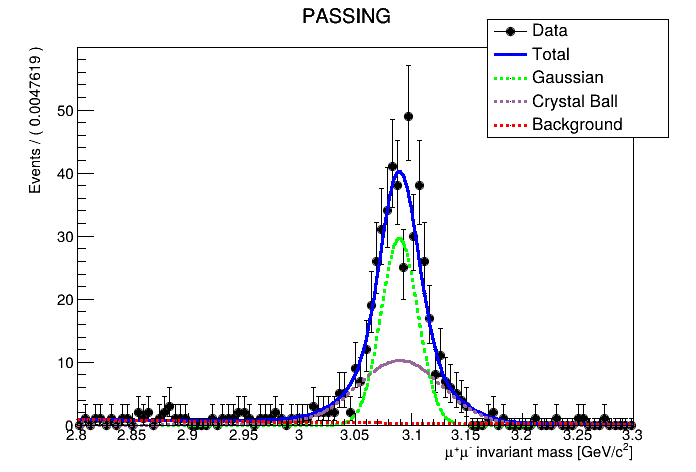 PASSING
Data
Total
Gaussian
Crystal Ball
Background
Events / ( 0.0047619 )
50
40
30
20
10
0
2.8 2.85 2.9 2.95 3 3.05 3.1 3.15 3.2 3.25 3.3
μ⁺μ⁻ invariant mass [GeV/c²]